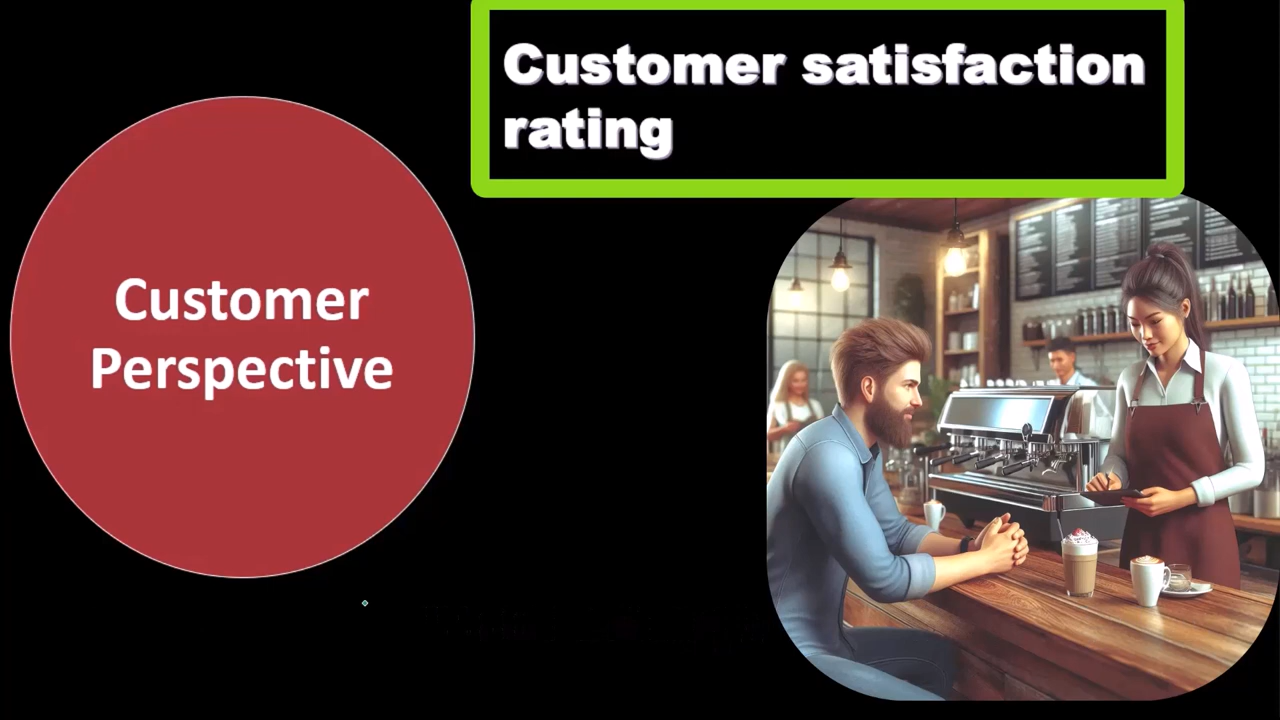 Customer satisfaction
rating
Customer
Perspective